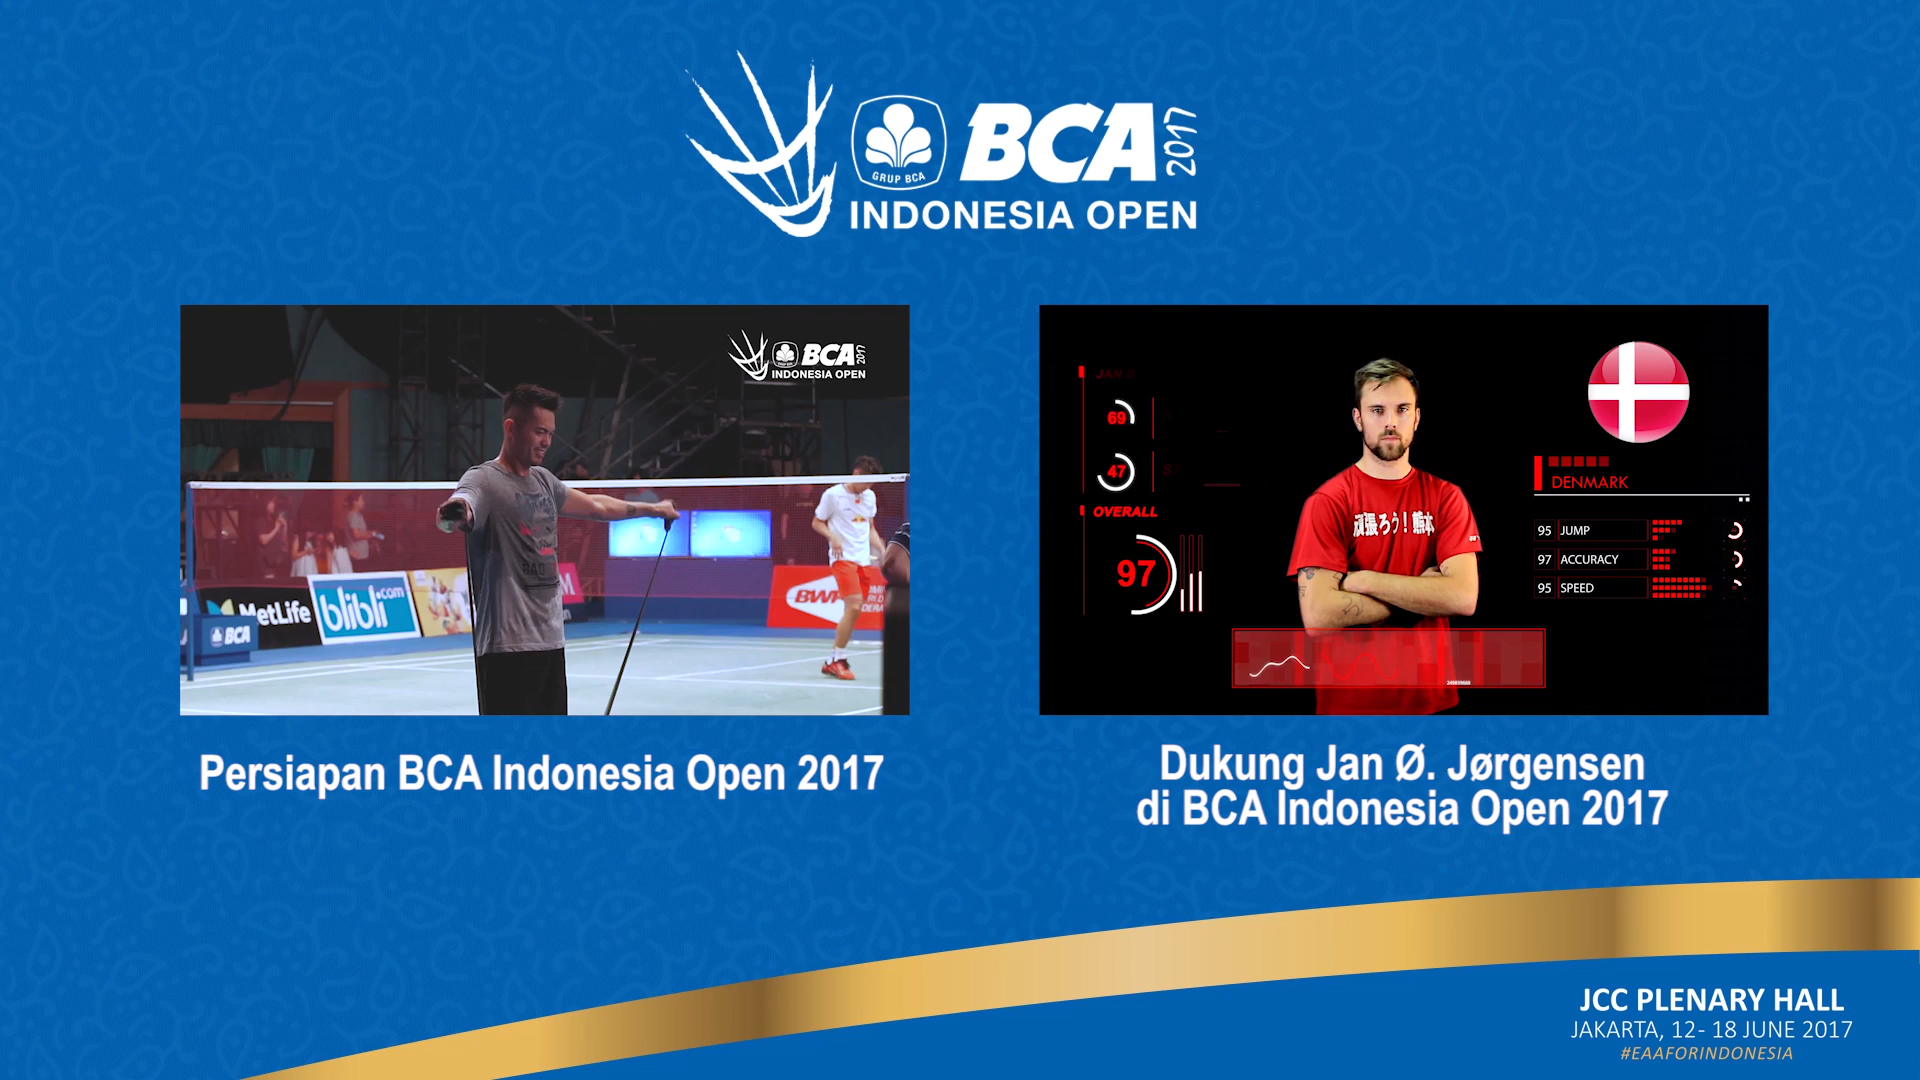 GRUP BCA
BCA 2017
INDONESIA OPEN
BCA 2017
INDONESIA OPEN
MetLife
blibli.com
BCA
BWF
JAN
69
47
OVERALL
97
頑張ろう!熊本
DENMARK
95 JUMP
97 ACCURACY
95 SPEED
Persiapan BCA Indonesia Open 2017
Dukung Jan Ø. Jørgensen
di BCA Indonesia Open 2017
JCC PLENARY HALL
JAKARTA, 12 - 18 JUNE 2017
#EAAFORINDONESIA